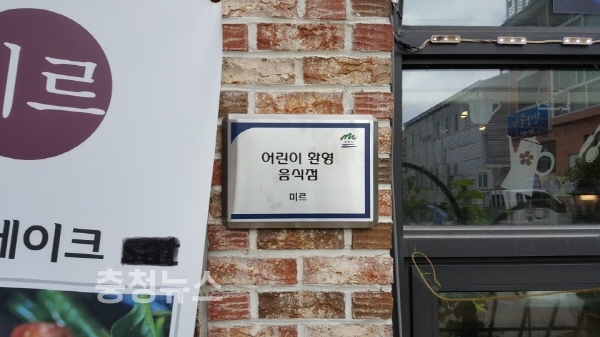 미르
어린이 환영
음식점
미르
케이크
충청뉴스